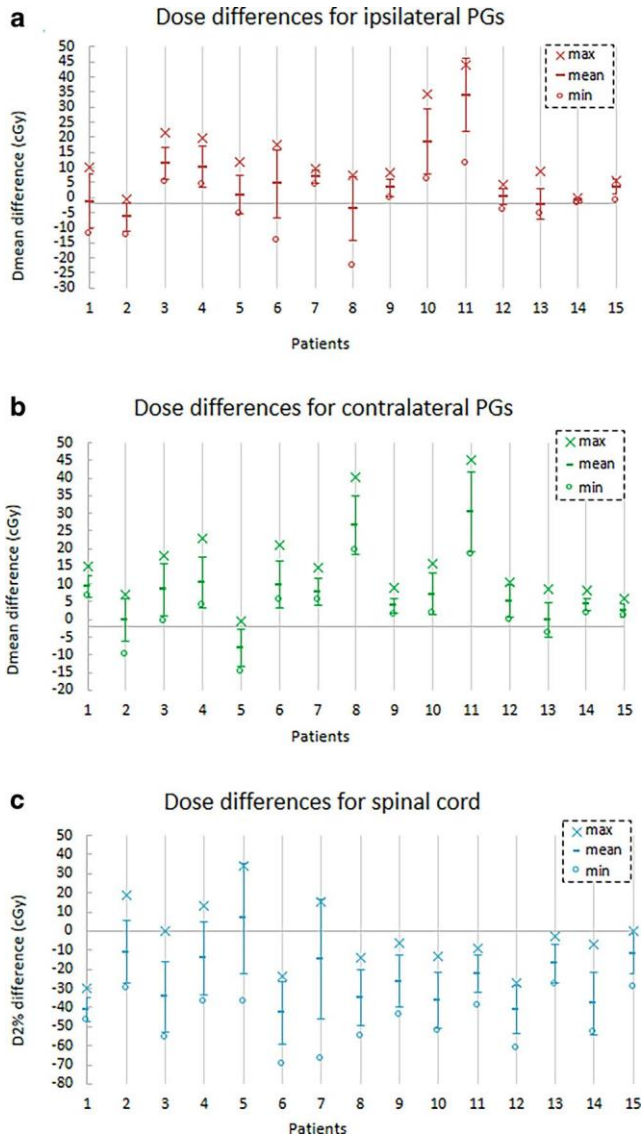 a
Dose differences for ipsilateral PGs
max
mean
min
Dmean difference (cGy)
50
45
40
35
30
25
20
15
10
5
0
-5
-10
-15
-20
-25
-30
1 2 3 4 5 6 7 8 9 10 11 12 13 14 15
Patients
b
Dose differences for contralateral PGs
max
mean
min
Dmean difference (cGy)
50
45
40
35
30
25
20
15
10
5
0
-5
-10
-15
-20
1 2 3 4 5 6 7 8 9 10 11 12 13 14 15
Patients
c
Dose differences for spinal cord
max
mean
min
D2% difference (cGy)
50
40
30
20
10
0
-10
-20
-30
-40
-50
-60
-70
-80
1 2 3 4 5 6 7 8 9 10 11 12 13 14 15
Patients